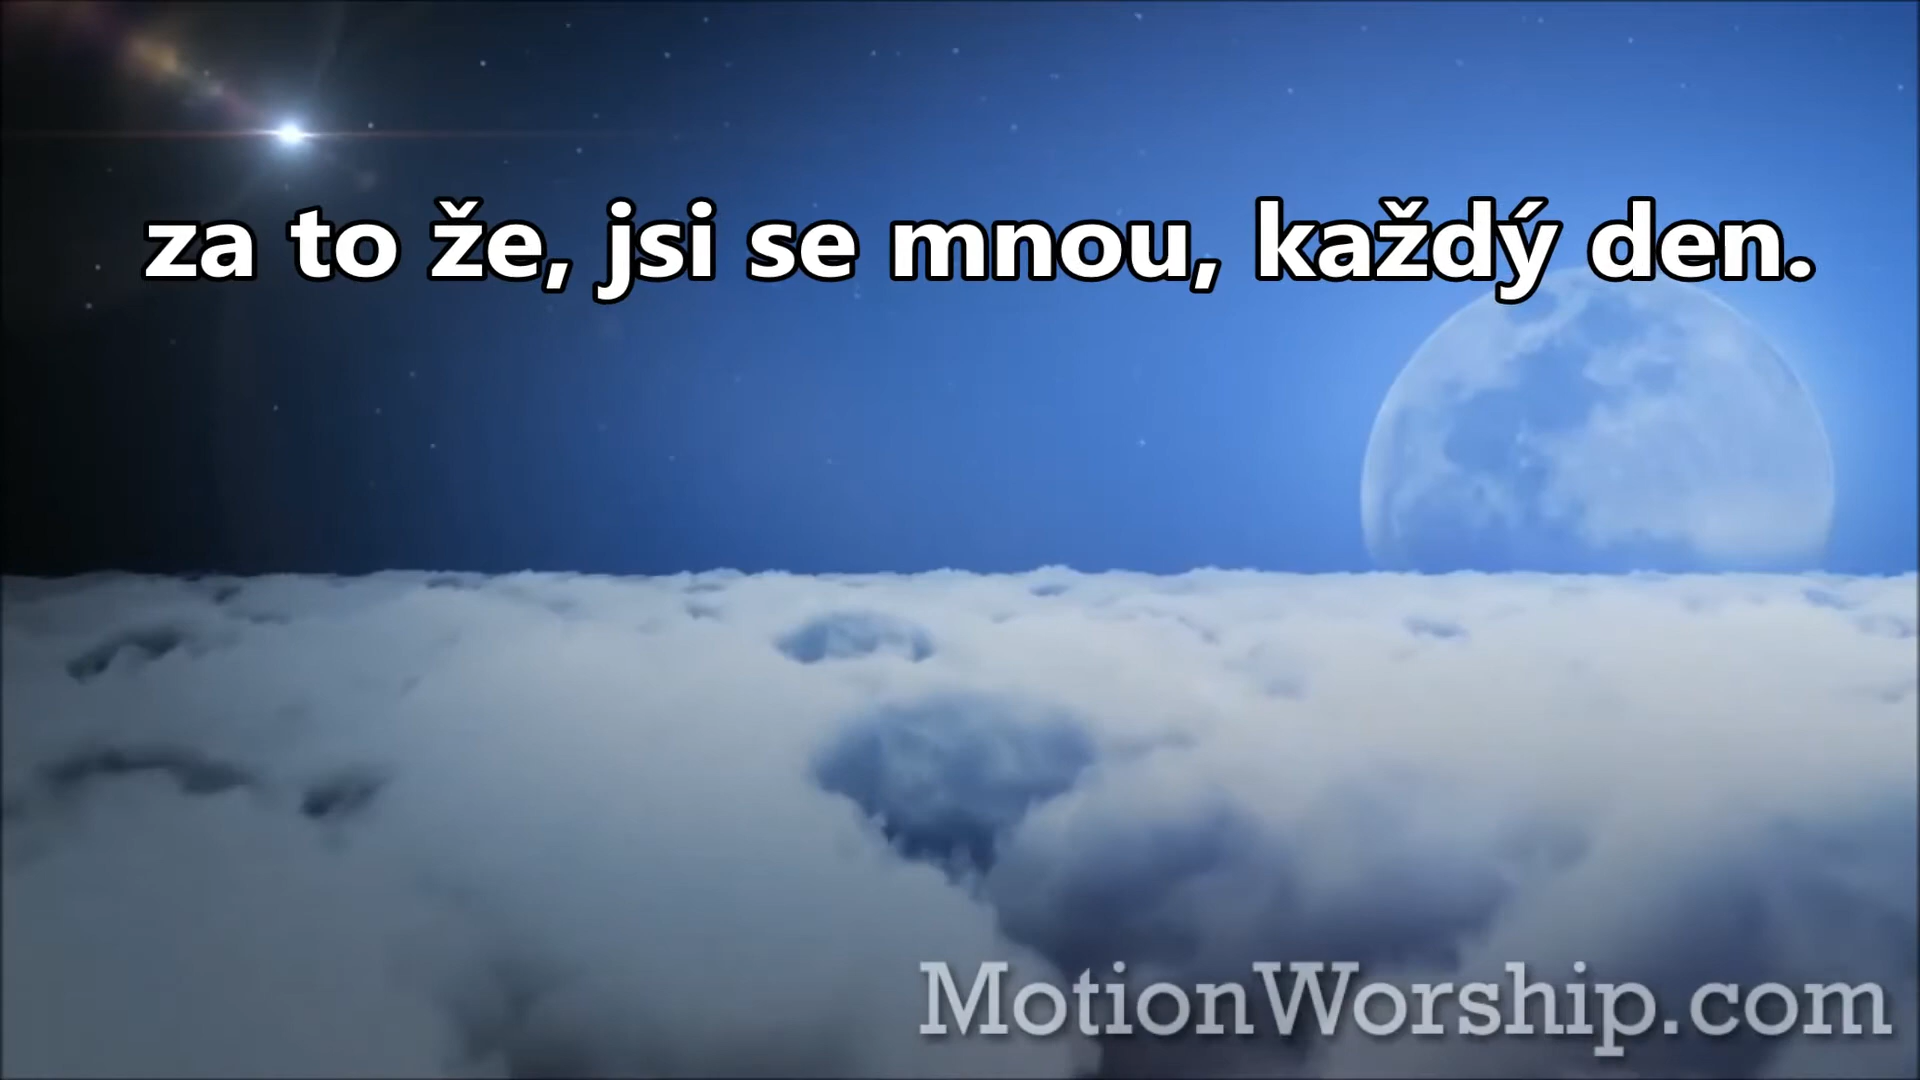 za to že, jsi se mnou, každý den.
MotionWorship.com